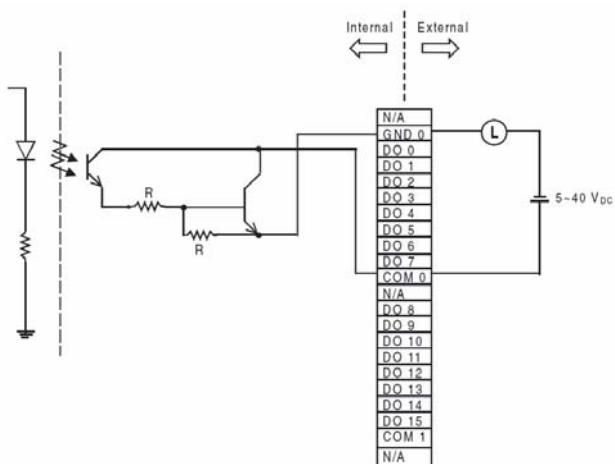 Internal
External
N/A
GND 0
DO 0
DO 1
DO 2
DO 3
DO 4
DO 5
DO 6
DO 7
COM 0
N/A
DO 8
DO 9
DO 10
DO 11
DO 12
DO 13
DO 14
DO 15
COM 1
N/A
L
5~40 VDC
R
R